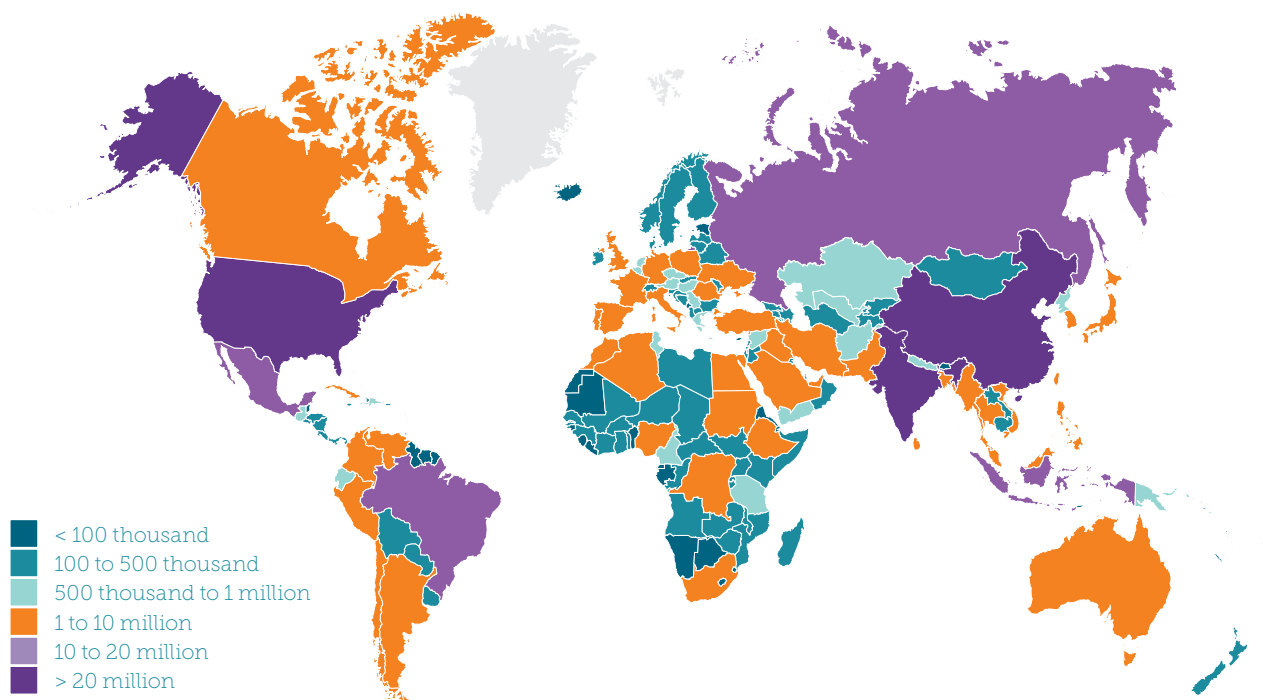 < 100 thousand
100 to 500 thousand
500 thousand to 1 million
1 to 10 million
10 to 20 million
> 20 million